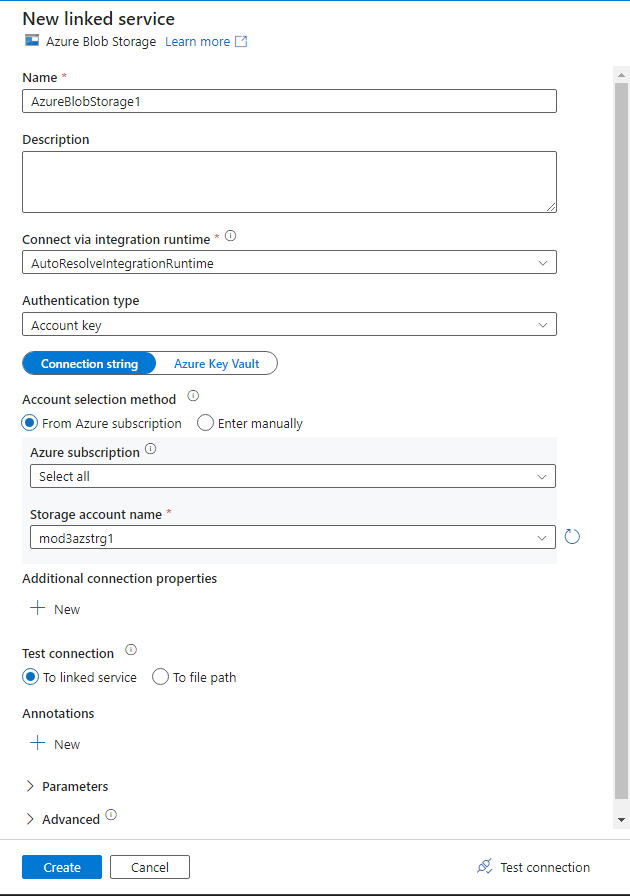 New linked service
Azure Blob Storage Learn more
Name *
AzureBlobStorage1
Description
Connect via integration runtime *
AutoResolveIntegrationRuntime
Authentication type
Account key
Connection string Azure Key Vault
Account selection method
From Azure subscription Enter manually
Azure subscription
Select all
Storage account name *
mod3azstrg1
Additional connection properties
New
Test connection
To linked service To file path
Annotations
New
Parameters
Advanced
Create Cancel Test connection